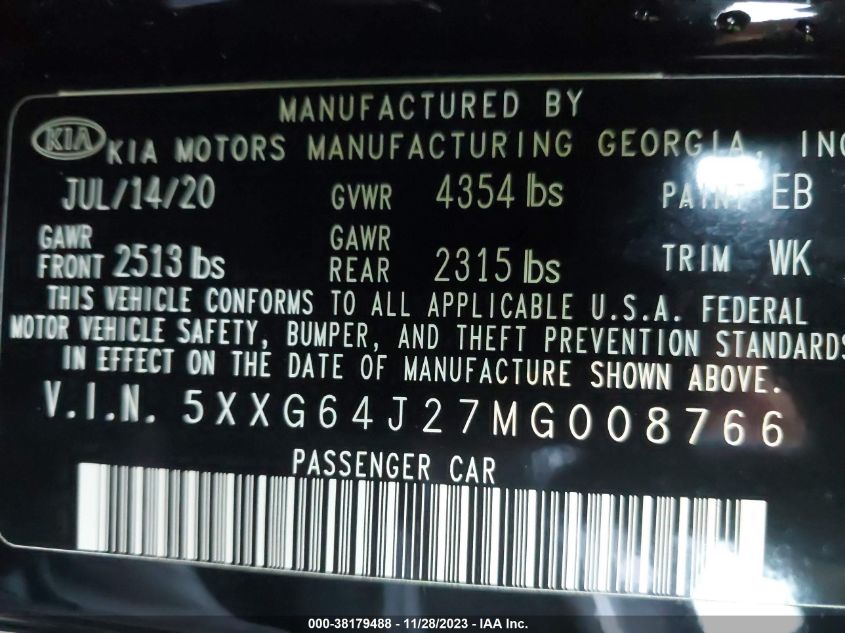 MANUFACTURED BY
KIA KIA MOTORS MANUFACTURING GEORGIA, INC
JUL/14/20 GVWR 4354 lbs PAINT EB
GAWR FRONT 2513 lbs GAWR REAR 2315 lbs TRIM WK
THIS VEHICLE CONFORMS TO ALL APPLICABLE U.S.A. FEDERAL
MOTOR VEHICLE SAFETY, BUMPER, AND THEFT PREVENTION STANDARDS
IN EFFECT ON THE DATE OF MANUFACTURE SHOWN ABOVE.
V.I.N. 5XXG64J27MG008766
PASSENGER CAR
000-38179488 - 11/28/2023 - IAA Inc.